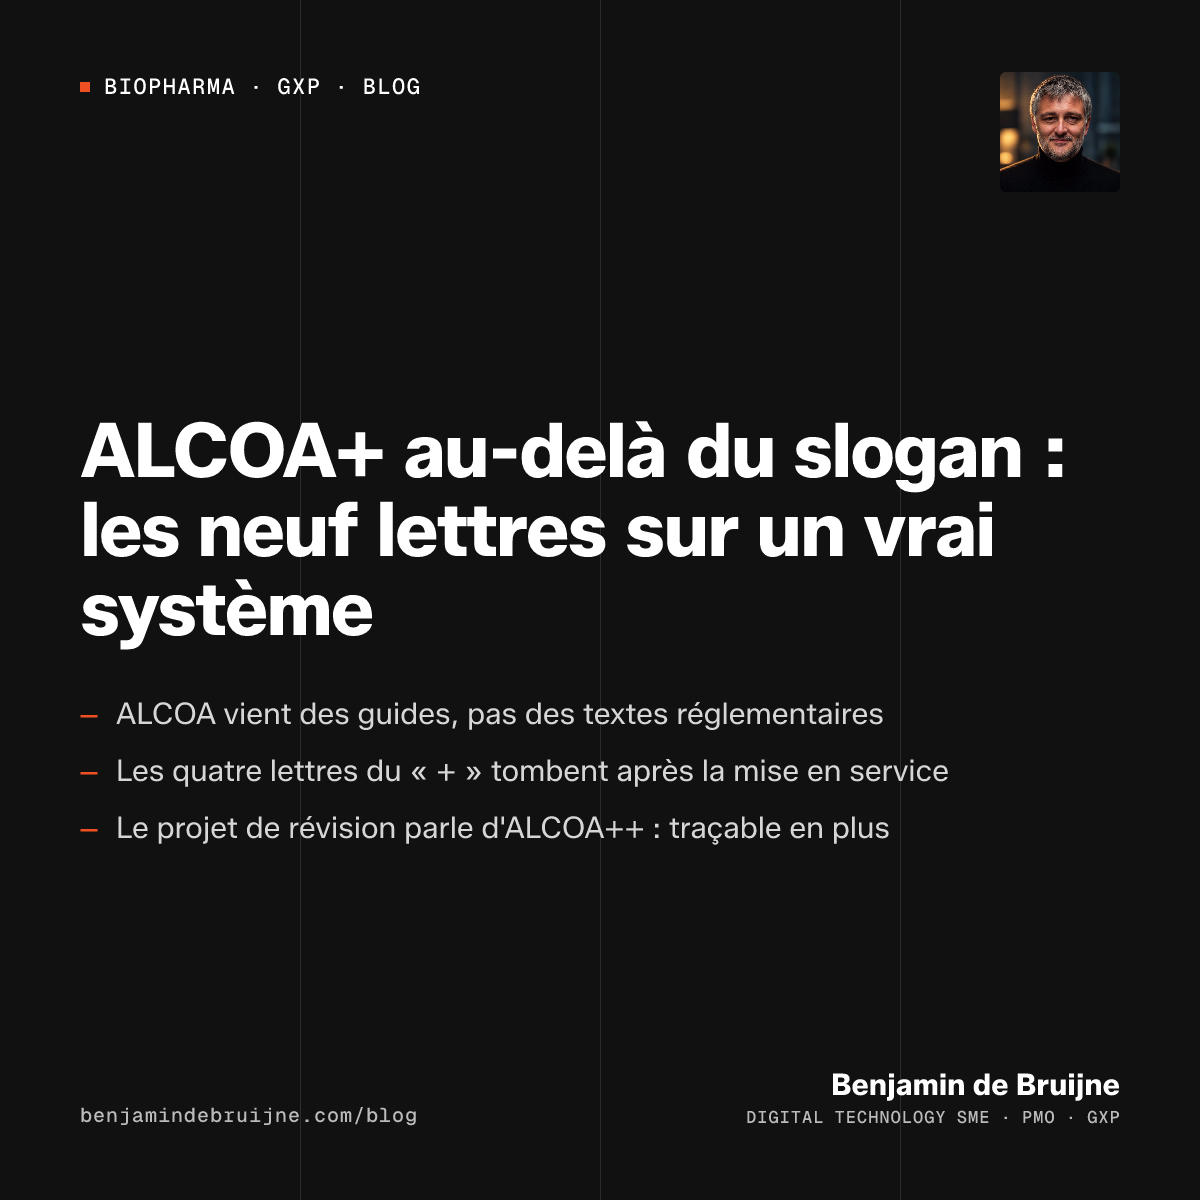 BIOPHARMA · GXP · BLOG
ALCOA+ au-delà du slogan :
les neuf lettres sur un vrai
système
– ALCOA vient des guides, pas des textes réglementaires
– Les quatre lettres du « + » tombent après la mise en service
– Le projet de révision parle d'ALCOA++ : traçable en plus
benjamindebruijne.com/blog
Benjamin de Bruijne
DIGITAL TECHNOLOGY SME · PMO · GXP